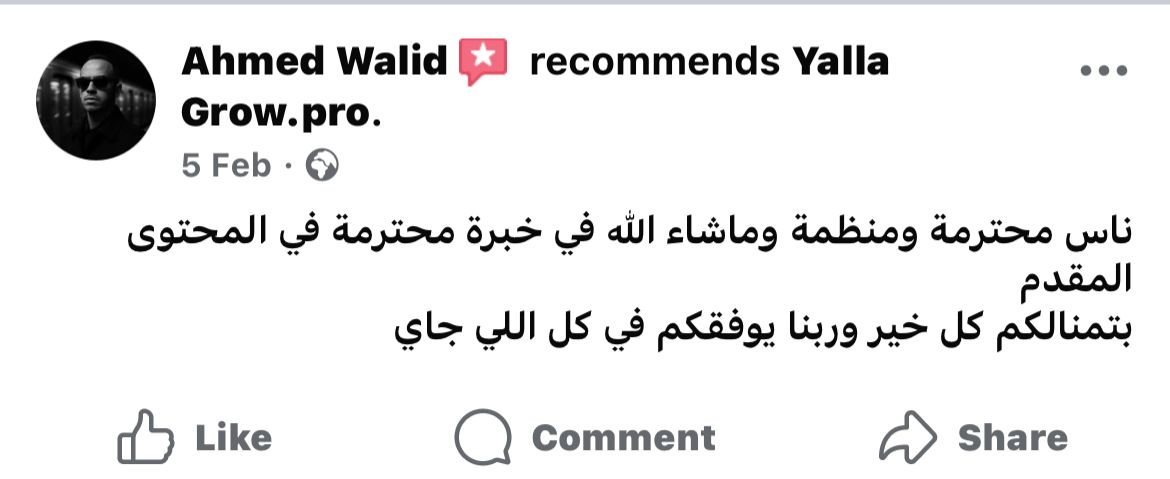 Ahmed Walid recommends Yalla
Grow.pro.
5 Feb ·
ناس محترمة ومنظمة وماشاء الله في خبرة محترمة في المحتوى
المقدم
بتمنالكم كل خير وربنا يوفقكم في كل اللي جاي
Like Comment Share